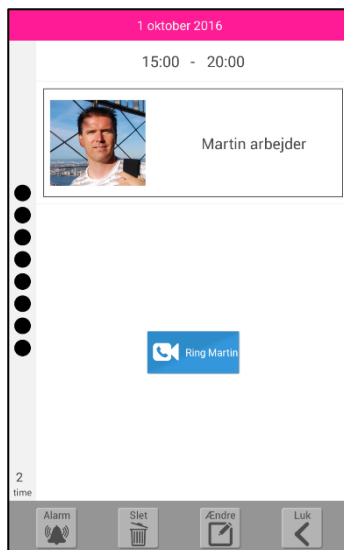 1 oktober 2016
15:00 - 20:00
Martin arbejder
Ring Martin
2
time
Alarm Slet Ændre Luk